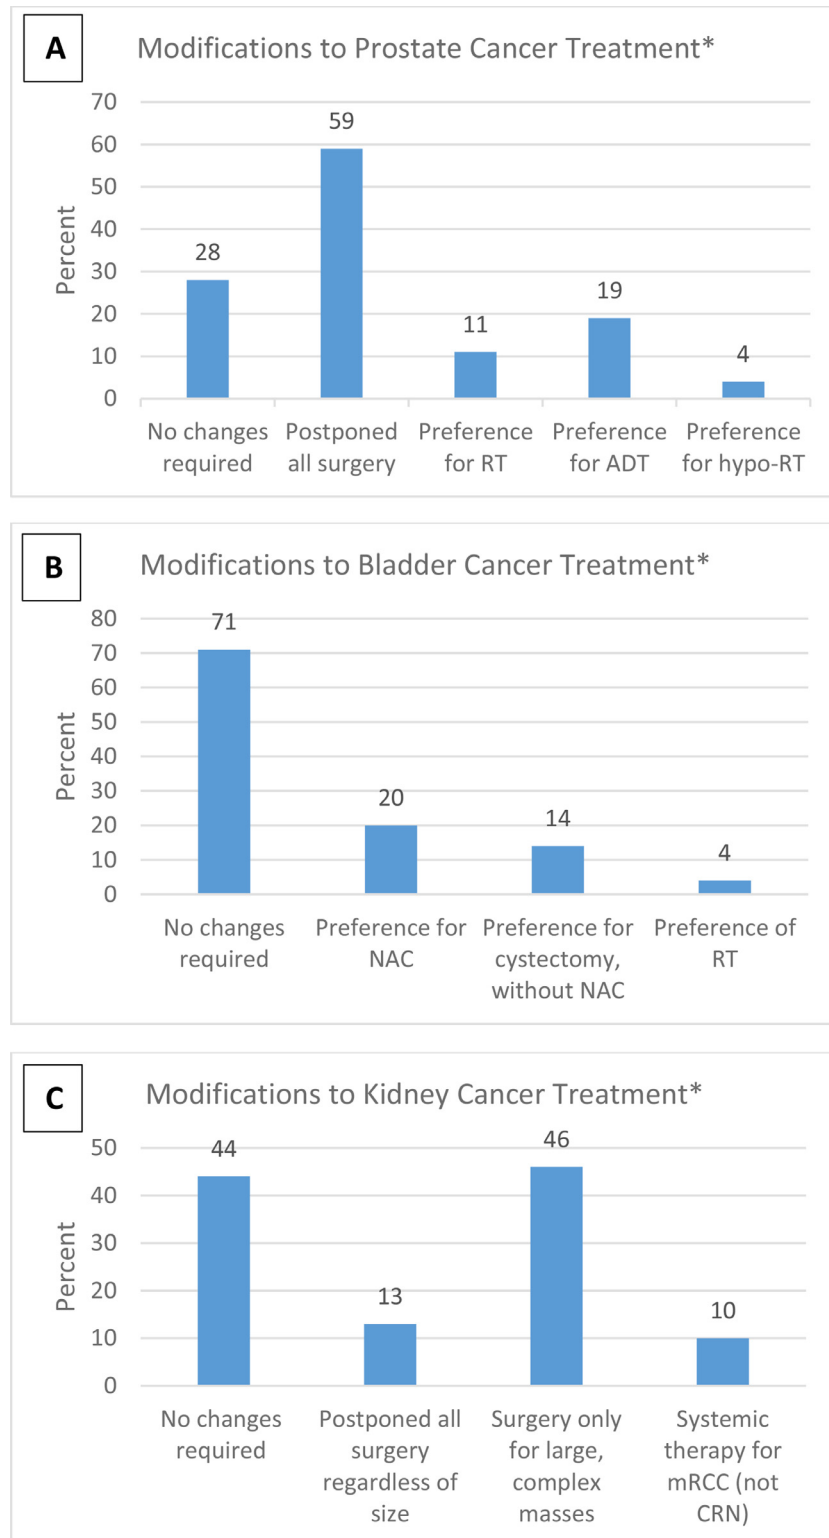 A
Modifications to Prostate Cancer Treatment*
70
60
50
40
30
20
10
0
Percent
28
59
11
19
4
No changes
required
Postponed
all surgery
Preference
for RT
Preference
for ADT
Preference
for hypo-RT
B
Modifications to Bladder Cancer Treatment*
80
70
60
50
40
30
20
10
0
Percent
71
20
14
4
No changes
required
Preference for
NAC
Preference for
cystectomy,
without NAC
Preference of
RT
C
Modifications to Kidney Cancer Treatment*
50
40
30
20
10
0
Percent
44
13
46
10
No changes
required
Postponed all
surgery
regardless of
size
Surgery only
for large,
complex
masses
Systemic
therapy for
mRCC (not
CRN)